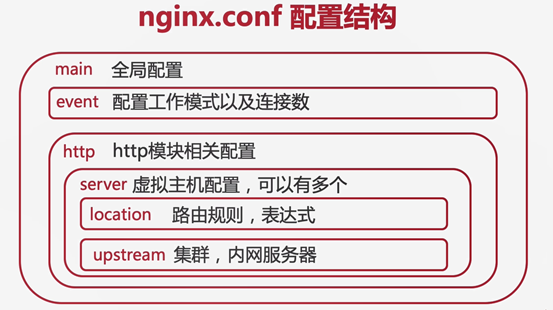 nginx.conf 配置结构
main 全局配置
event 配置工作模式以及连接数
http http模块相关配置
server 虚拟主机配置，可以有多个
location 路由规则，表达式
upstream 集群，内网服务器